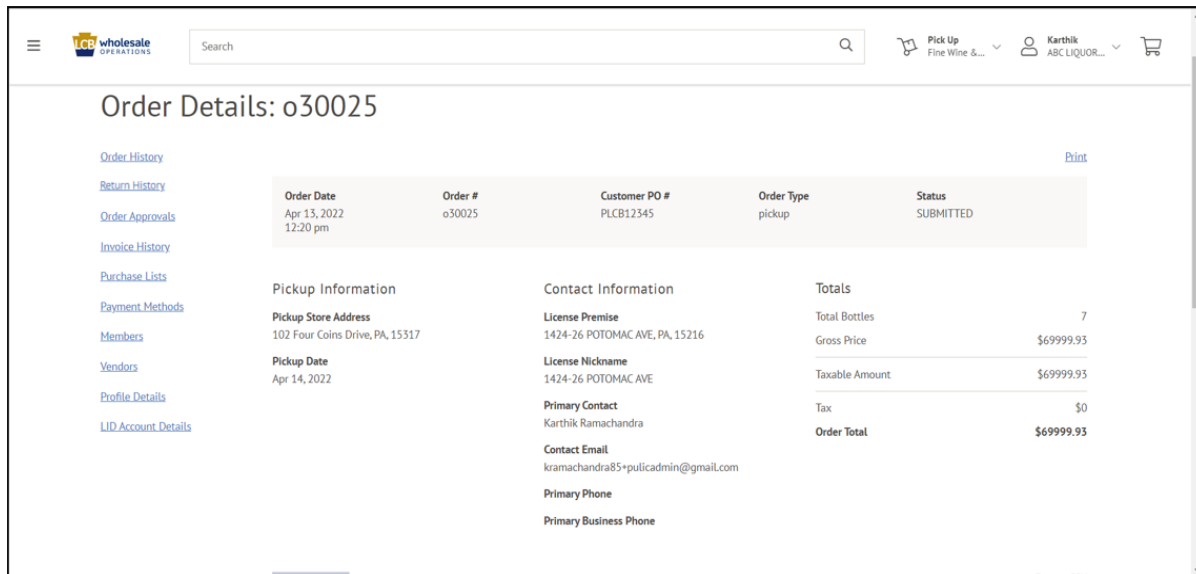 LCB wholesale
OPERATIONS
Search
Pick Up
Fine Wine &...
Karthik
ABC LIQUOR...
Order Details: o30025
Order History
Return History
Order Approvals
Invoice History
Purchase Lists
Payment Methods
Members
Vendors
Profile Details
LID Account Details
Print
Order Date
Apr 13, 2022
12:20 pm
Order #
o30025
Customer PO #
PLCB12345
Order Type
pickup
Status
SUBMITTED
Pickup Information
Pickup Store Address
102 Four Coins Drive, PA, 15317
Pickup Date
Apr 14, 2022
Contact Information
License Premise
1424-26 POTOMAC AVE, PA, 15216
License Nickname
1424-26 POTOMAC AVE
Primary Contact
Karthik Ramachandra
Contact Email
kramachandra85+pulicadmin@gmail.com
Primary Phone
Primary Business Phone
Totals
Total Bottles 7
Gross Price $69999.93
Taxable Amount $69999.93
Tax $0
Order Total $69999.93